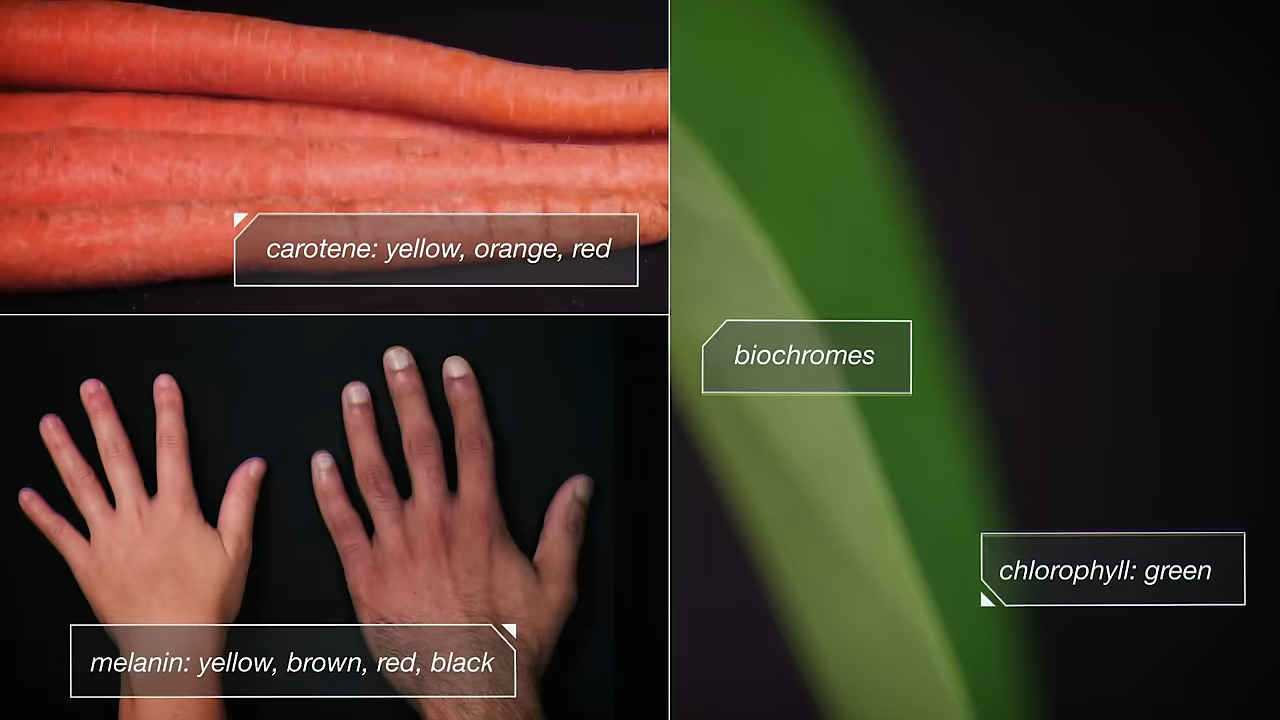 carotene: yellow, orange, red
biochromes
chlorophyll: green
melanin: yellow, brown, red, black